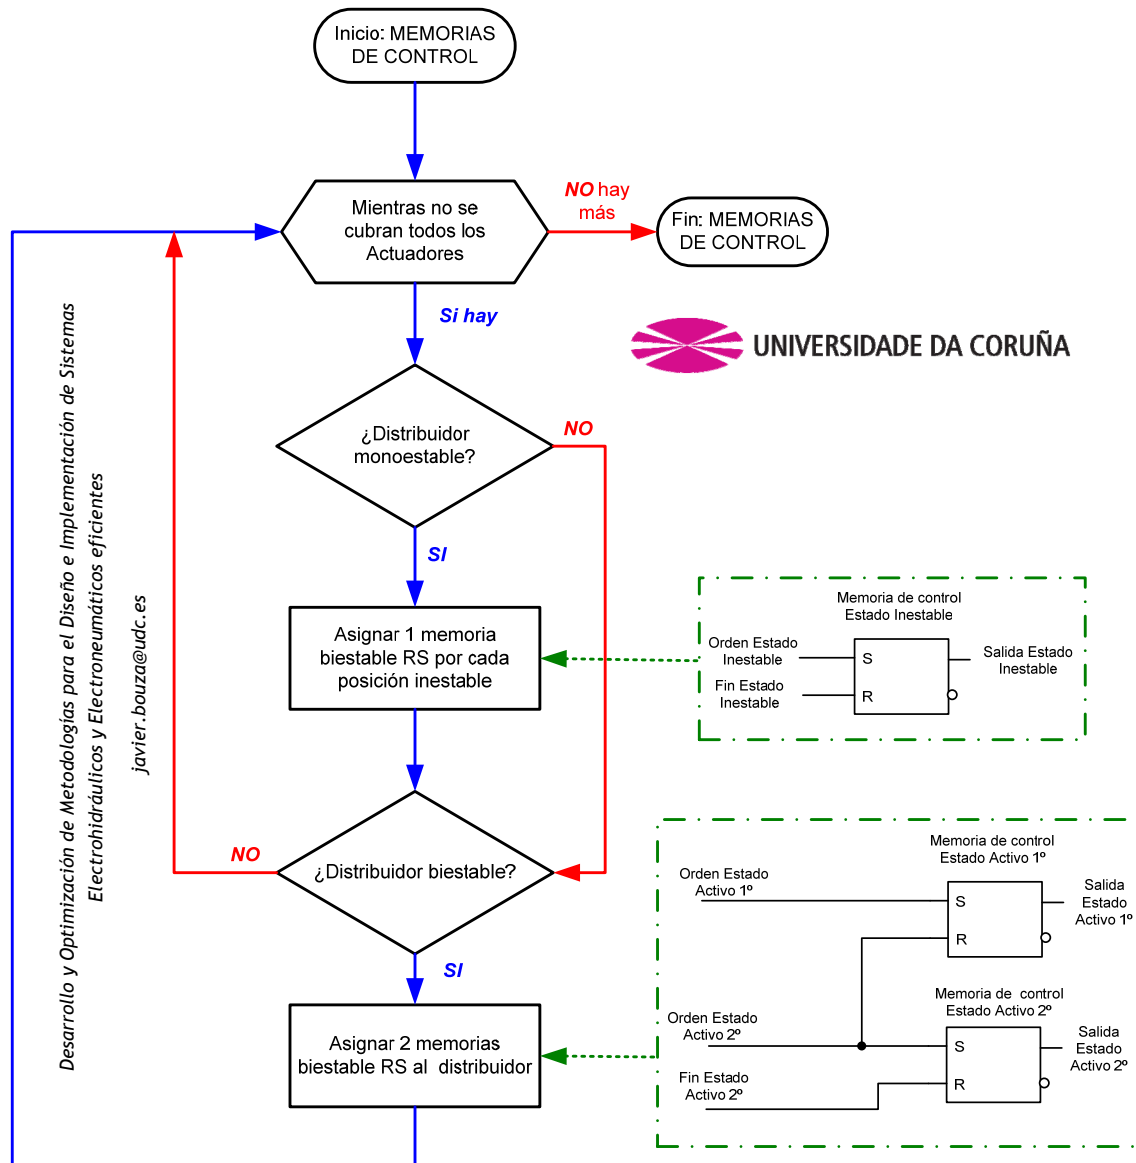 Inicio: MEMORIAS
DE CONTROL
Mientras no se
cubran todos los
Actuadores
NO hay
más
Fin: MEMORIAS
DE CONTROL
Si hay
UNIVERSIDADE DA CORUÑA
¿Distribuidor
monoestable?
NO
SI
Asignar 1 memoria
biestable RS por cada
posición inestable
Memoria de control
Estado Inestable
Orden Estado
Inestable
S
Salida Estado
Inestable
Fin Estado
Inestable
R
¿Distribuidor biestable?
NO
SI
Asignar 2 memorias
biestable RS al distribuidor
Memoria de control
Estado Activo 1º
Orden Estado
Activo 1º
S
R
Salida
Estado
Activo 1º
Memoria de control
Estado Activo 2º
Orden Estado
Activo 2º
S
Salida
Estado
Activo 2º
Fin Estado
Activo 2º
R
Desarrollo y Optimización de Metodologías para el Diseño e Implementación de Sistemas
Electrohidráulicos y Electroneumáticos eficientes
javier.bouza@udc.es